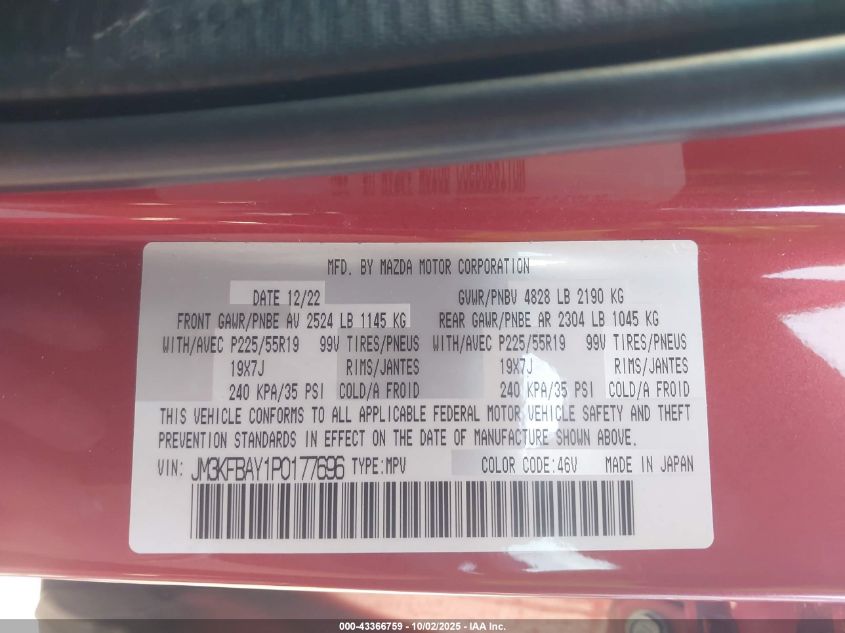 MFD. BY MAZDA MOTOR CORPORATION
DATE 12/22 GVWR/PNBV 4828 LB 2190 KG
FRONT GAWR/PNBE AV 2524 LB 1145 KG REAR GAWR/PNBE AR 2304 LB 1045 KG
WITH/AVEC P225/55R19 99V TIRES/PNEUS WITH/AVEC P225/55R19 99V TIRES/PNEUS
19X7J RIMS/JANTES 19X7J RIMS/JANTES
240 KPA/35 PSI COLD/A FROID 240 KPA/35 PSI COLD/A FROID
THIS VEHICLE CONFORMS TO ALL APPLICABLE FEDERAL MOTOR VEHICLE SAFETY AND THEFT
PREVENTION STANDARDS IN EFFECT ON THE DATE OF MANUFACTURE SHOWN ABOVE.
VIN: JM3KFBAY1P0177696 TYPE:MPV COLOR CODE:46V MADE IN JAPAN
000-43366759 - 10/02/2025 - IAA Inc.